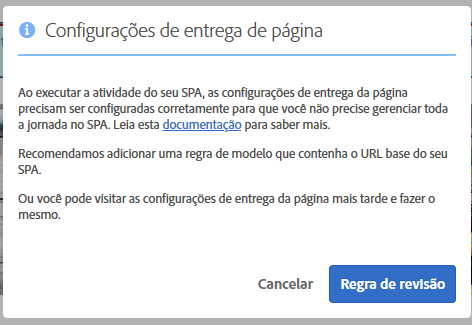 Configurações de entrega de página
Ao executar a atividade do seu SPA, as configurações de entrega da página
precisam ser configuradas corretamente para que você não precise gerenciar toda
a jornada no SPA. Leia esta documentação para saber mais.
Recomendamos adicionar uma regra de modelo que contenha o URL base do seu
SPA.
Ou você pode visitar as configurações de entrega da página mais tarde e fazer o
mesmo.
Cancelar Regra de revisão